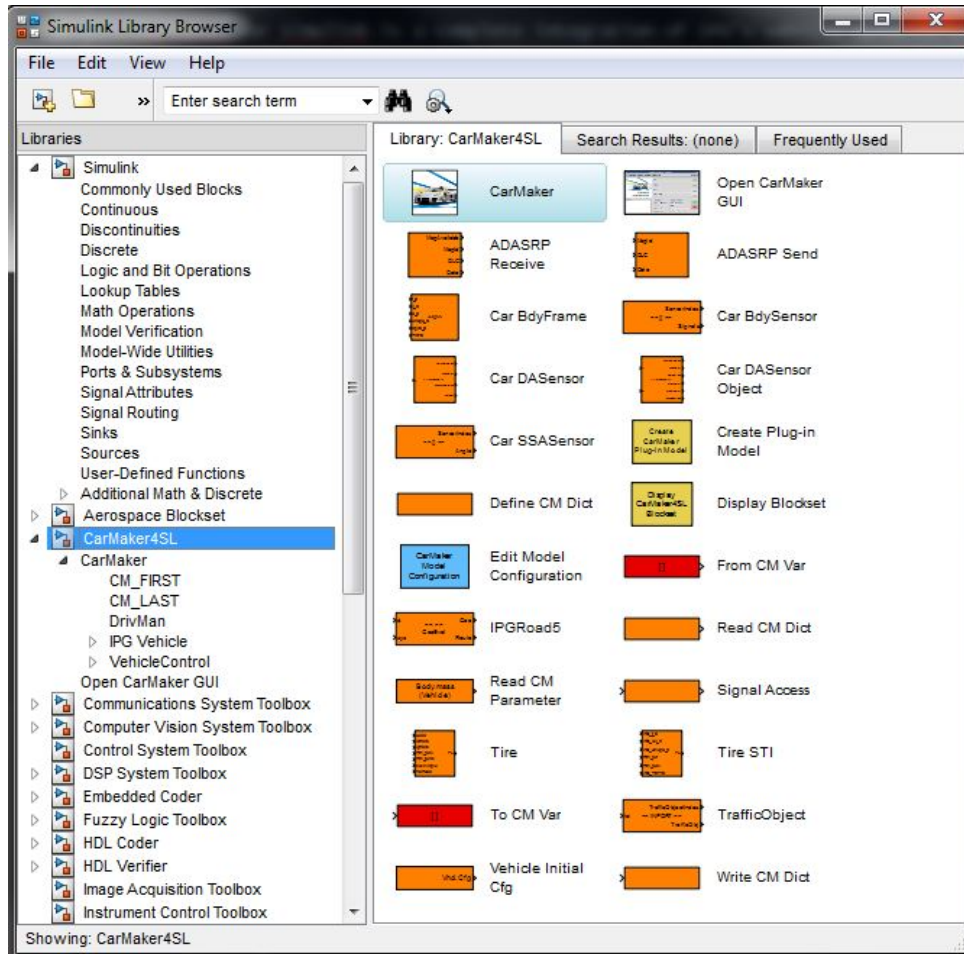 Simulink Library Browser
File Edit View Help
» Enter search term
Libraries
Simulink
Commonly Used Blocks
Continuous
Discontinuities
Discrete
Logic and Bit Operations
Lookup Tables
Math Operations
Model Verification
Model-Wide Utilities
Ports & Subsystems
Signal Attributes
Signal Routing
Sinks
Sources
User-Defined Functions
Additional Math & Discrete
Aerospace Blockset
CarMaker4SL
CarMaker
CM_FIRST
CM_LAST
DrivMan
IPG Vehicle
VehicleControl
Open CarMaker GUI
Communications System Toolbox
Computer Vision System Toolbox
Control System Toolbox
DSP System Toolbox
Embedded Coder
Fuzzy Logic Toolbox
HDL Coder
HDL Verifier
Image Acquisition Toolbox
Instrument Control Toolbox
Library: CarMaker4SL Search Results: (none) Frequently Used
CarMaker
Open CarMaker
GUI
ADASRP
Receive
ADASRP Send
Car BdyFrame
Car BdySensor
Car DASensor
Car DASensor
Object
Car SSASensor
Create
CarMaker
Plug-in Model
Create Plug-in
Model
Define CM Dict
Display
CarMaker4SL
Blockset
Display Blockset
CarMaker
Model
Configuration
Edit Model
Configuration
From CM Var
IPGRoad5
Read CM Dict
Body.mass
(Vehicle)
Read CM
Parameter
Signal Access
Tire
Tire STI
To CM Var
TrafficObject
Vhcl.Cfg
Vehicle Initial
Cfg
Write CM Dict
Showing: CarMaker4SL